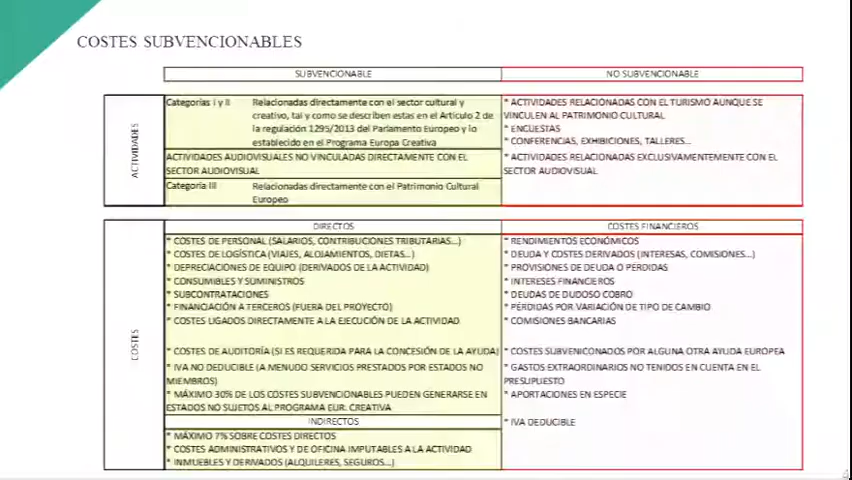 COSTES SUBVENCIONABLES
SUBVENCIONABLE
NO SUBVENCIONABLE
ACTIVIDADES
Categorías I y II
Relacionadas directamente con el sector cultural y
creativo, tal y como se describen estas en el Artículo 2 de
la regulación 1295/2013 del Parlamento Europeo y lo
establecido en el Programa Europa Creativa
ACTIVIDADES AUDIOVISUALES NO VINCULADAS DIRECTAMENTE CON EL
SECTOR AUDIOVISUAL
Categoría III
Relacionadas directamente con el Patrimonio Cultural
Europeo
* ACTIVIDADES RELACIONADAS CON EL TURISMO AUNQUE SE
VINCULEN AL PATRIMONIO CULTURAL
* ENCUESTAS
* CONFERENCIAS, EXHIBICIONES, TALLERES...
* ACTIVIDADES RELACIONADAS EXCLUSIVEMENTEMENTE CON EL
SECTOR AUDIOVISUAL
COSTES
DIRECTOS
* COSTES DE PERSONAL (SALARIOS, CONTRIBUCIONES TRIBUTARIAS...)
* COSTES DE LOGÍSTICA (VIAJES, ALOJAMIENTOS, DIETAS...)
* DEPRECIACIONES DE EQUIPO (DERIVADOS DE LA ACTIVIDAD)
* CONSUMIBLES Y SUMINISTROS
* SUBCONTRATACIONES
* FINANCIACIÓN A TERCEROS (FUERA DEL PROYECTO)
* COSTES LIGADOS DIRECTAMENTE A LA EJECUCIÓN DE LA ACTIVIDAD
* COSTES DE AUDITORÍA (SI ES REQUERIDA PARA LA CONCESIÓN DE LA AYUDA)
* IVA NO DEDUCIBLE (A MENUDO SERVICIOS PRESTADOS POR ESTADOS NO
MIEMBROS)
* MÁXIMO 30% DE LOS COSTES SUBVENCIONABLES PUEDEN GENERARSE EN
ESTADOS NO SUJETOS AL PROGRAMA EUR. CREATIVA
INDIRECTOS
* MÁXIMO 7% SOBRE COSTES DIRECTOS
* COSTES ADMINISTRATIVOS Y DE OFICINA IMPUTABLES A LA ACTIVIDAD
* INMUEBLES Y DERIVADOS (ALQUILERES, SEGUROS...)
COSTES FINANCIEROS
* RENDIMIENTOS ECONÓMICOS
* DEUDA Y COSTES DERIVADOS (INTERESAS, COMISIONES...)
* PROVISIONES DE DEUDA O PERDIDAS
* INTERESES FINANCIEROS
* DEUDAS DE DUDOSO COBRO
* PÉRDIDAS POR VARIACIÓN DE TIPO DE CAMBIO
* COMISIONES BANCARIAS
* COSTES SUBVENICONADOS POR ALGUNA OTRA AYUDA EUROPEA
* GASTOS EXTRAORDINARIOS NO TENIDOS EN CUENTA EN EL
PRESUPUESTO
* APORTACIONES EN ESPECIE
* IVA DEDUCIBLE